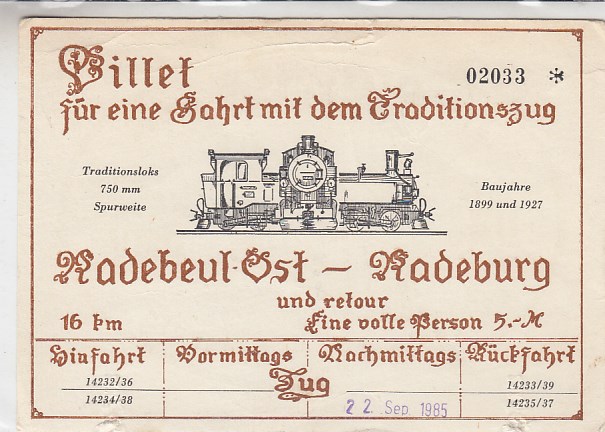 Billet
02033 *
für eine Fahrt mit dem Traditionszug
Traditionsloks
750 mm
Spurweite
Baujahre
1899 und 1927
Radebeul-Ost – Radeburg
und retour
16 km
Eine volle Person 5.-M
Hinfahrt
Vormittags
Nachmittags
Rückfahrt
Zug
14232/36
14234/38
14233/39
14235/37
22. Sep. 1985